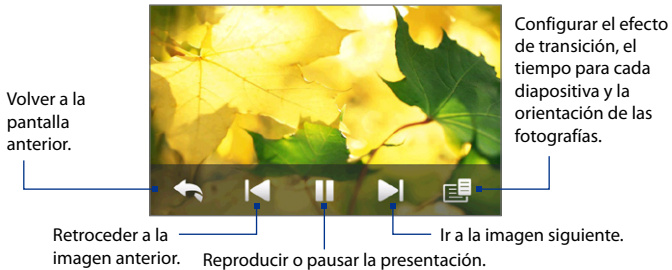 Configurar el efecto
de transición, el
tiempo para cada
diapositiva y la
orientación de las
fotografías.
Volver a la
pantalla
anterior.
Retroceder a la
imagen anterior.
Reproducir o pausar la presentación.
Ir a la imagen siguiente.